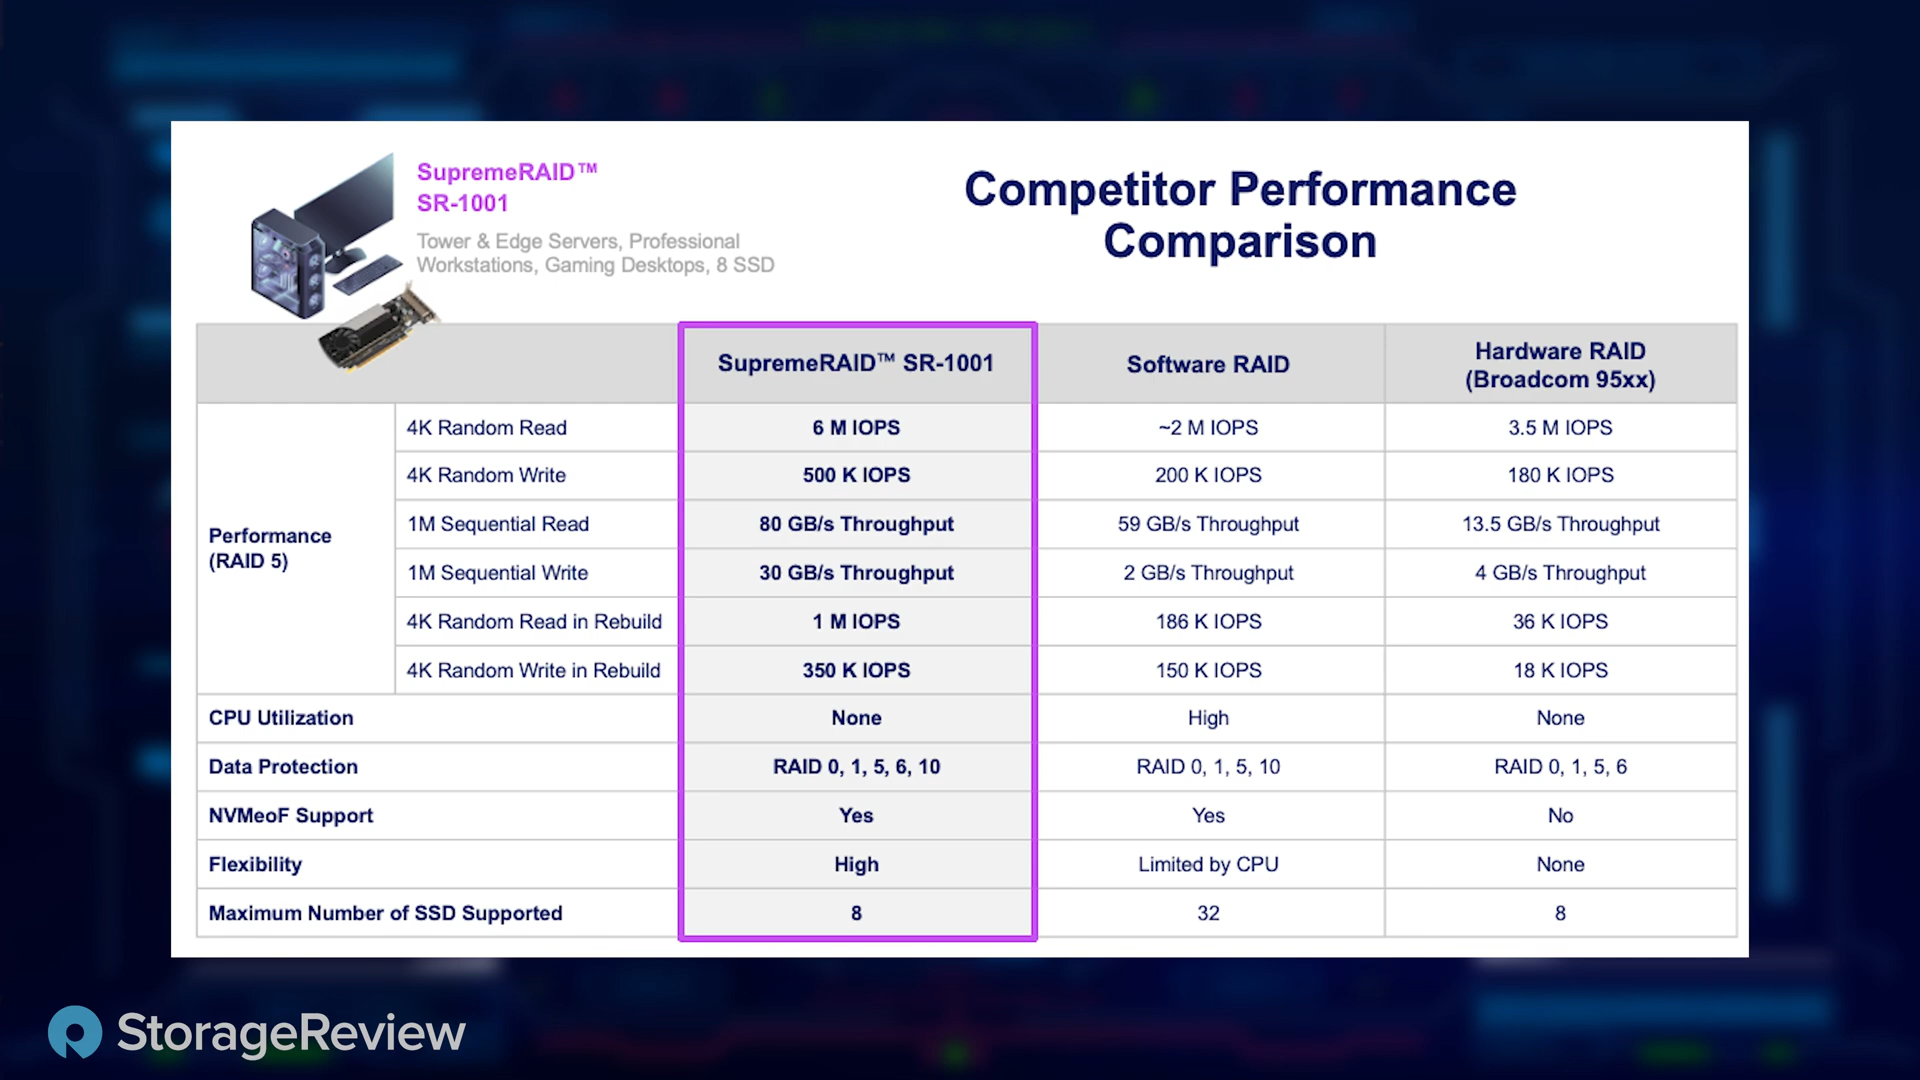 SupremeRAID™
SR-1001
Tower & Edge Servers, Professional
Workstations, Gaming Desktops, 8 SSD
Competitor Performance
Comparison
SupremeRAID™ SR-1001
Software RAID
Hardware RAID
(Broadcom 95xx)
Performance
(RAID 5)
4K Random Read
6 M IOPS
~2 M IOPS
3.5 M IOPS
4K Random Write
500 K IOPS
200 K IOPS
180 K IOPS
1M Sequential Read
80 GB/s Throughput
59 GB/s Throughput
13.5 GB/s Throughput
1M Sequential Write
30 GB/s Throughput
2 GB/s Throughput
4 GB/s Throughput
4K Random Read in Rebuild
1 M IOPS
186 K IOPS
36 K IOPS
4K Random Write in Rebuild
350 K IOPS
150 K IOPS
18 K IOPS
CPU Utilization
None
High
None
Data Protection
RAID 0, 1, 5, 6, 10
RAID 0, 1, 5, 10
RAID 0, 1, 5, 6
NVMeoF Support
Yes
Yes
No
Flexibility
High
Limited by CPU
None
Maximum Number of SSD Supported
8
32
8
StorageReview